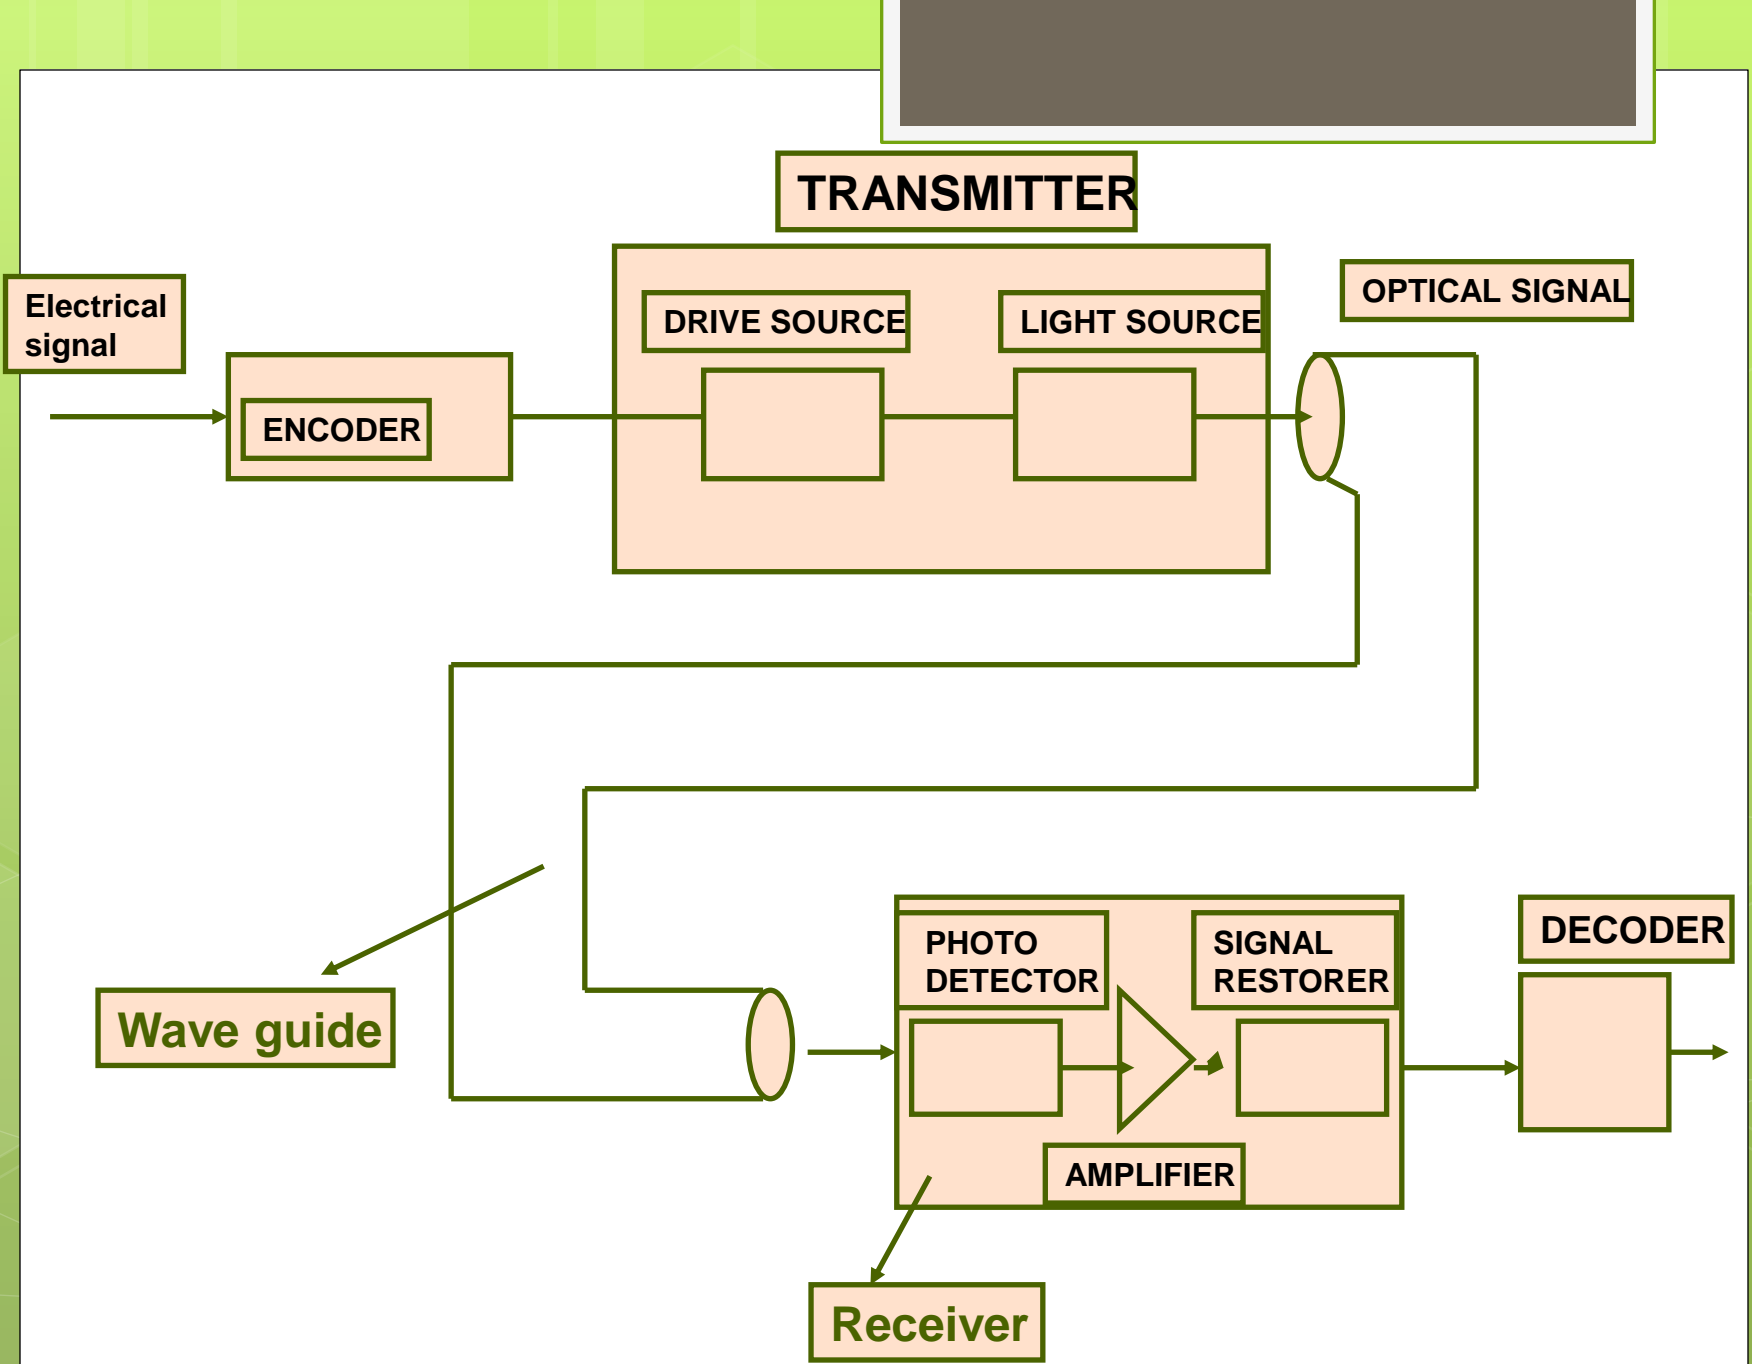 TRANSMITTER
Electrical
signal
OPTICAL SIGNAL
DRIVE SOURCE
LIGHT SOURCE
ENCODER
PHOTO
DETECTOR
SIGNAL
RESTORER
DECODER
Wave guide
AMPLIFIER
Receiver